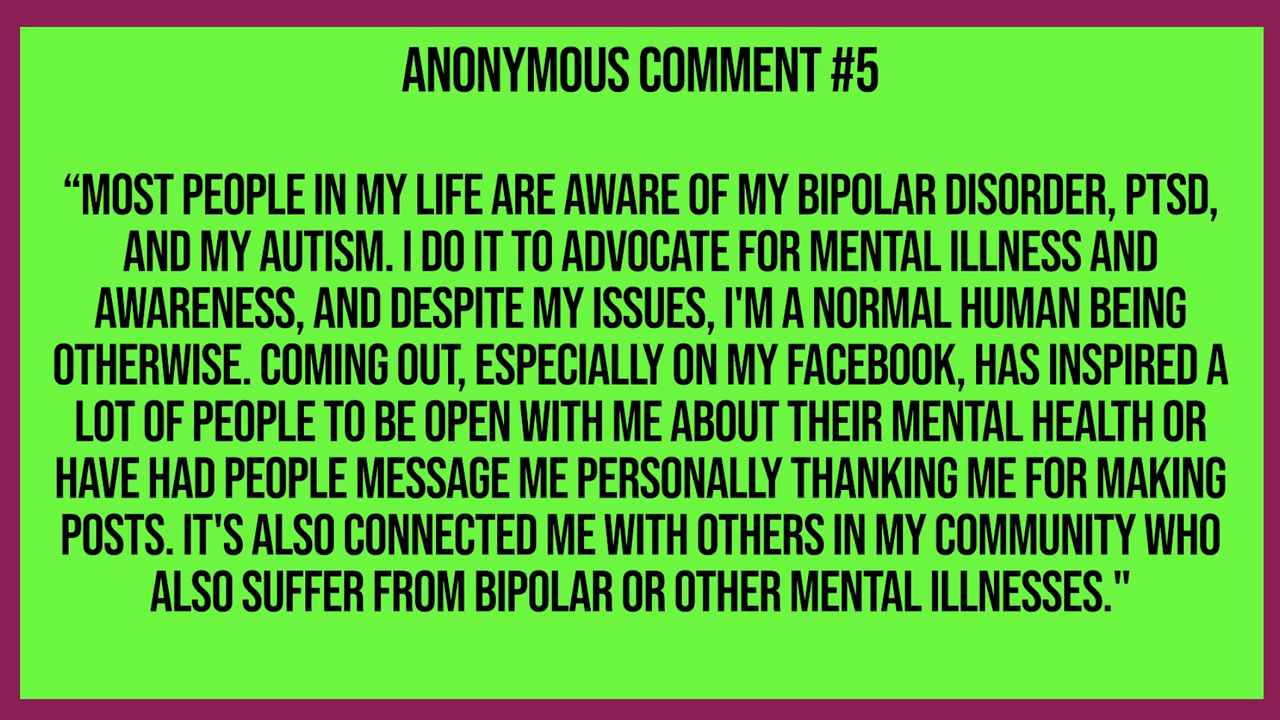 ANONYMOUS COMMENT #5
“MOST PEOPLE IN MY LIFE ARE AWARE OF MY BIPOLAR DISORDER, PTSD,
AND MY AUTISM. I DO IT TO ADVOCATE FOR MENTAL ILLNESS AND
AWARENESS, AND DESPITE MY ISSUES, I'M A NORMAL HUMAN BEING
OTHERWISE. COMING OUT, ESPECIALLY ON MY FACEBOOK, HAS INSPIRED A
LOT OF PEOPLE TO BE OPEN WITH ME ABOUT THEIR MENTAL HEALTH OR
HAVE HAD PEOPLE MESSAGE ME PERSONALLY THANKING ME FOR MAKING
POSTS. IT'S ALSO CONNECTED ME WITH OTHERS IN MY COMMUNITY WHO
ALSO SUFFER FROM BIPOLAR OR OTHER MENTAL ILLNESSES."